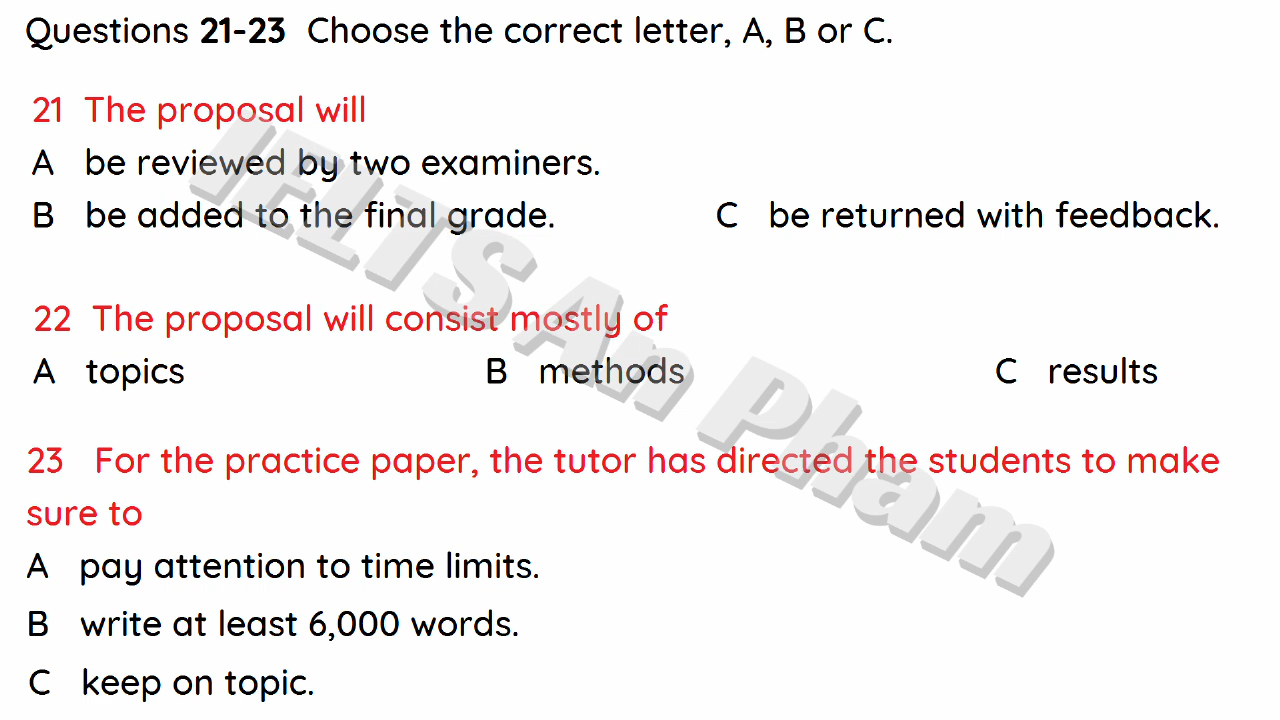 Questions 21-23 Choose the correct letter, A, B or C.
21 The proposal will
A be reviewed by two examiners.
B be added to the final grade. C be returned with feedback.
22 The proposal will consist mostly of
A topics B methods C results
23 For the practice paper, the tutor has directed the students to make
sure to
A pay attention to time limits.
B write at least 6,000 words.
C keep on topic.
IELTS An Pham